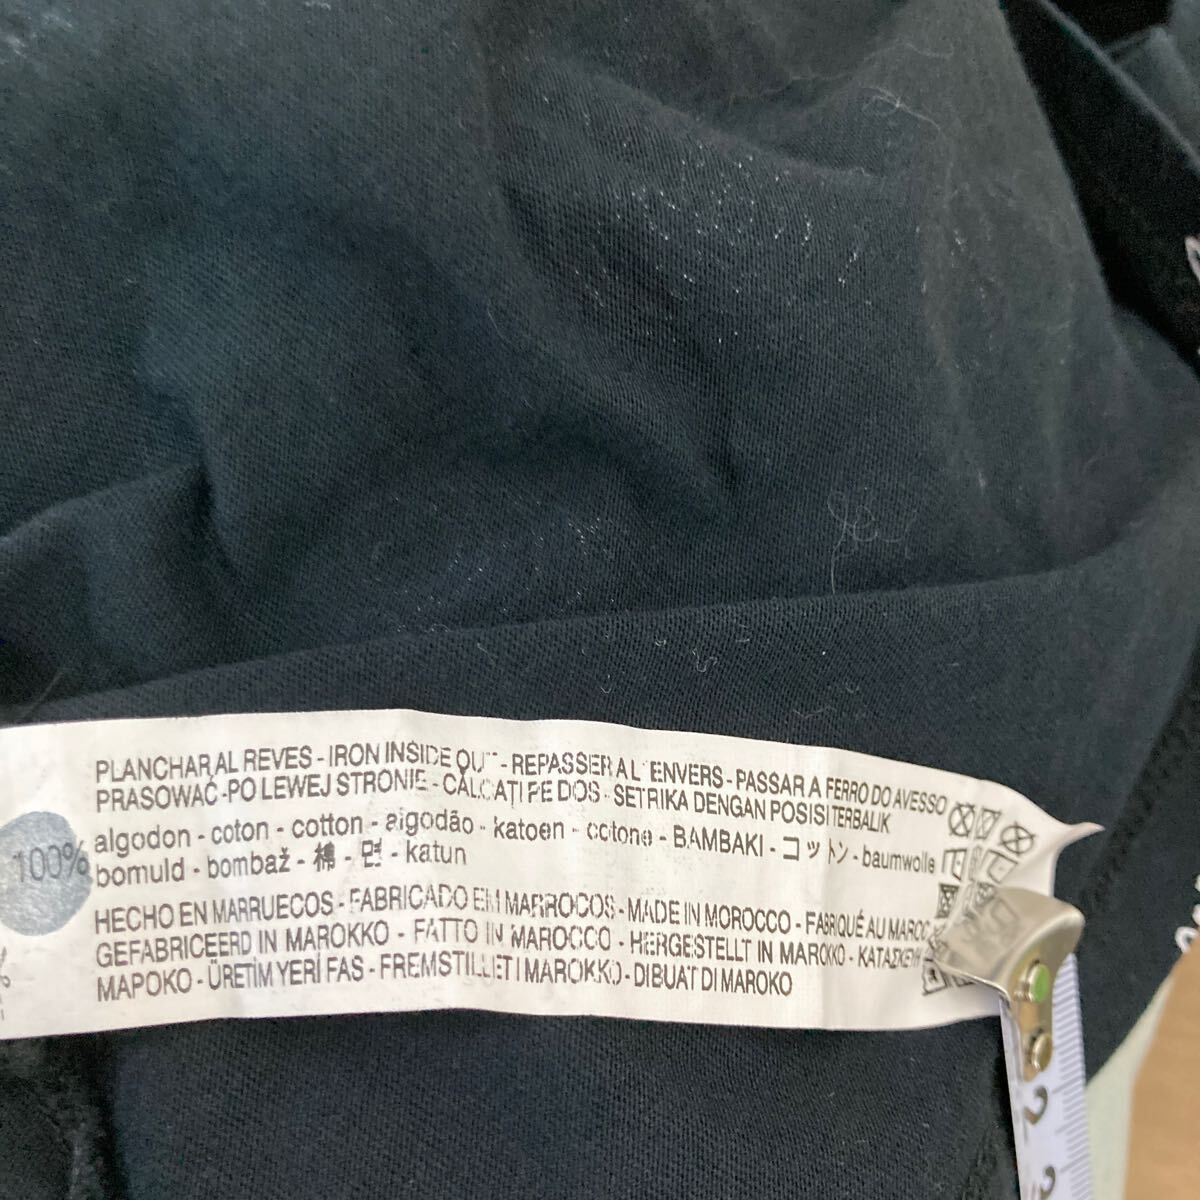 PLANCHAR AL REVES - IRON INSIDE OUT - REPASSER A L'ENVERS - PASSAR A FERRO DO AVESSO
PRASOWAĆ-PO LEWEJ STRONIE - CĂLCAȚI PE DOS - SETRIKA DENGAN POSISI TERBALIK
100%
algodon - coton - cotton - algodão - katoen - cotone - BAMBAKI - コットン - baumwolle
bomuld - bombaž - 棉 - 면 - katun
HECHO EN MARRUECOS - FABRICADO EM MARROCOS - MADE IN MOROCCO - FABRIQUÉ AU MAROC
GEFABRICEERD IN MAROKKO - FATTO IN MAROCCO - HERGESTELLT IN MAROKKO -
MAPOKO - ÜRETİM YERİ FAS - FREMSTILLET I MAROKKO - DIBUAT DI MAROKO
2